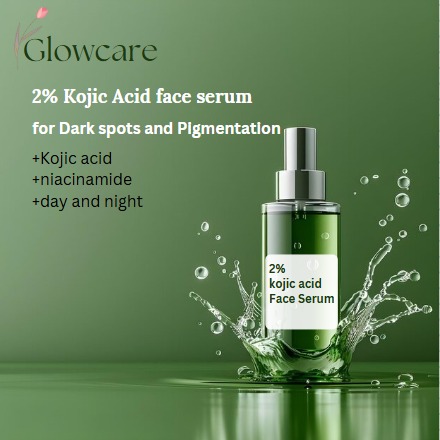 Glowcare
2% Kojic Acid face serum
for Dark spots and Pigmentation
+Kojic acid
+niacinamide
+day and night
2%
kojic acid
Face Serum